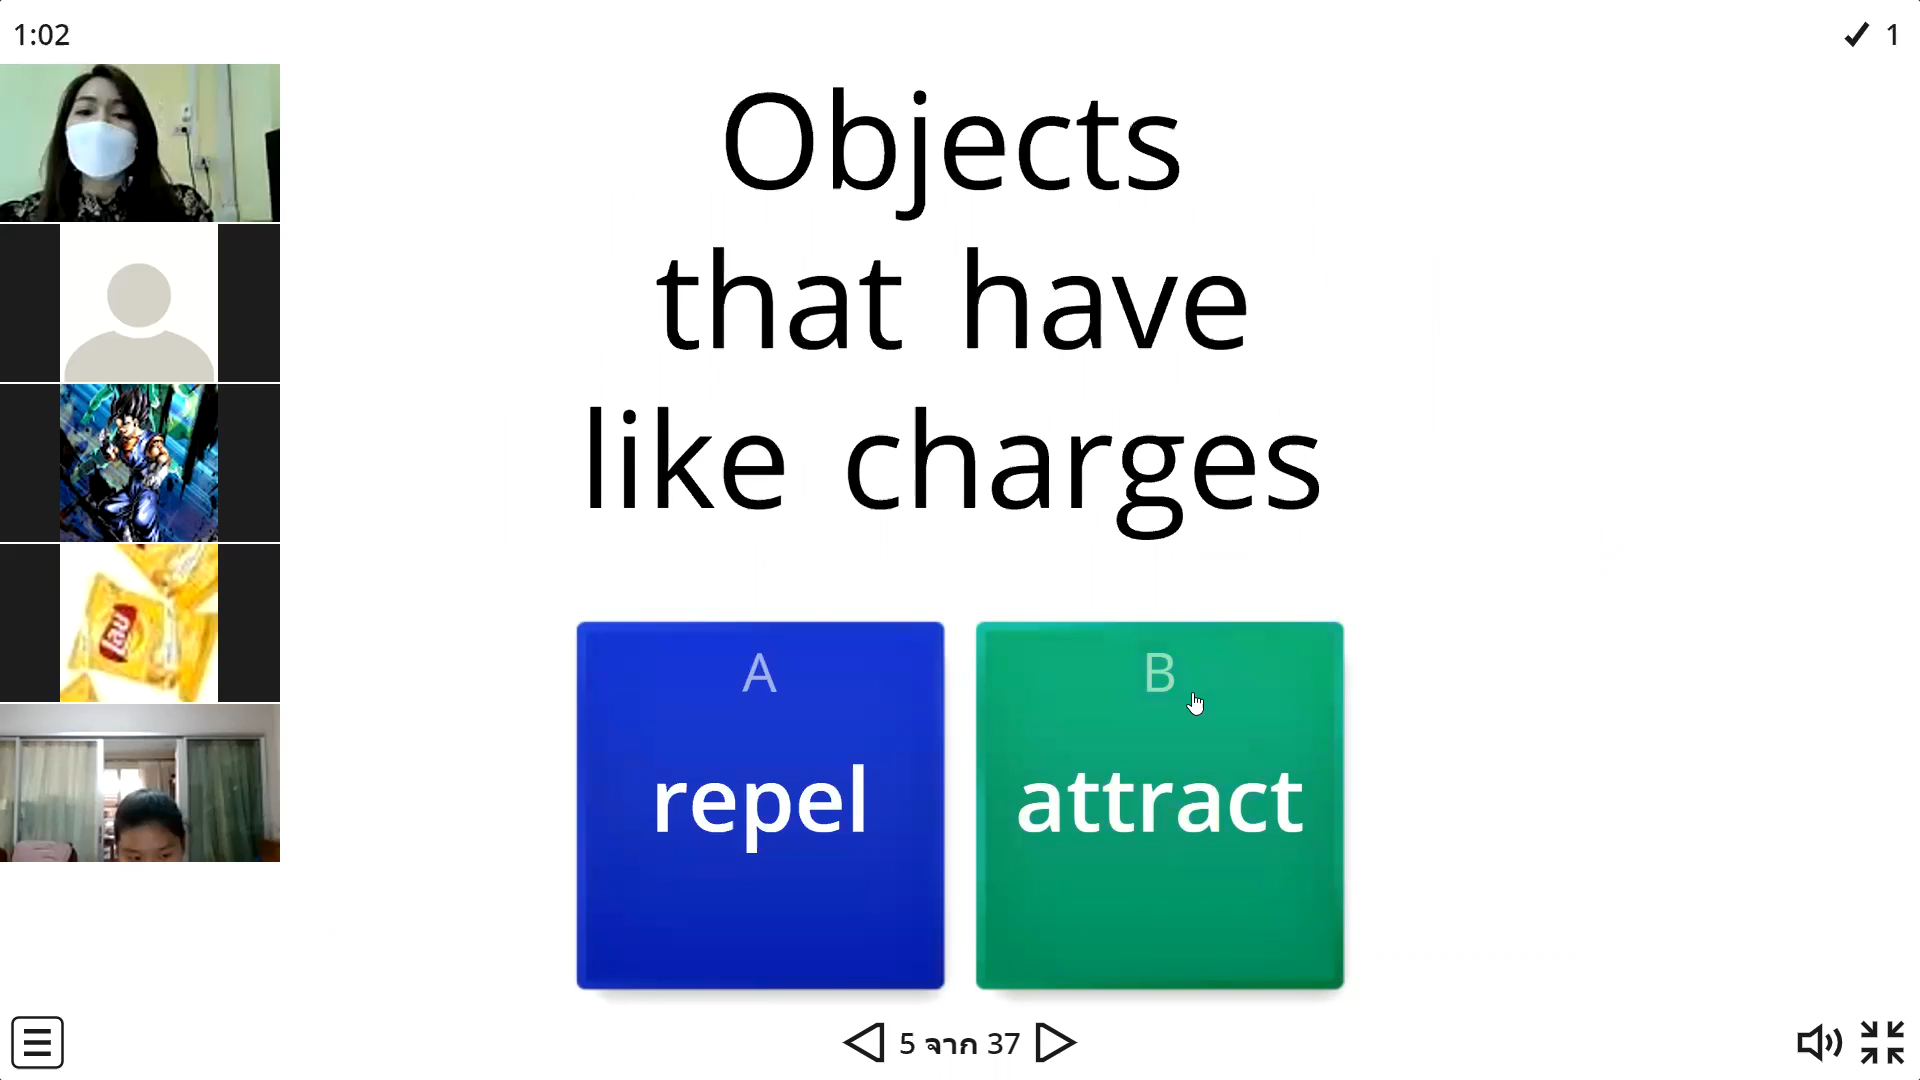 1:02
✓ 1
Objects
that have
like charges
A
B
repel
attract
5 จาก 37